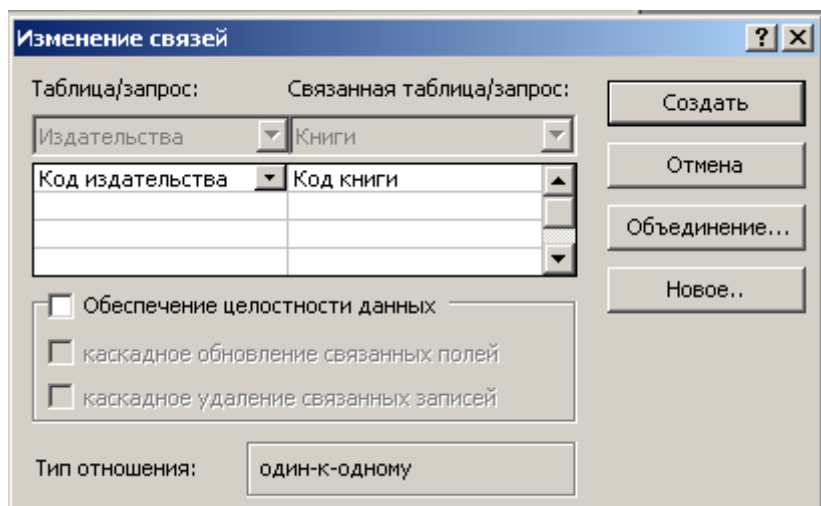 Изменение связей
Таблица/запрос: Связанная таблица/запрос:
Издательства Книги
Код издательства Код книги
Обеспечение целостности данных
каскадное обновление связанных полей
каскадное удаление связанных записей
Тип отношения: один-к-одному
Создать
Отмена
Объединение...
Новое..